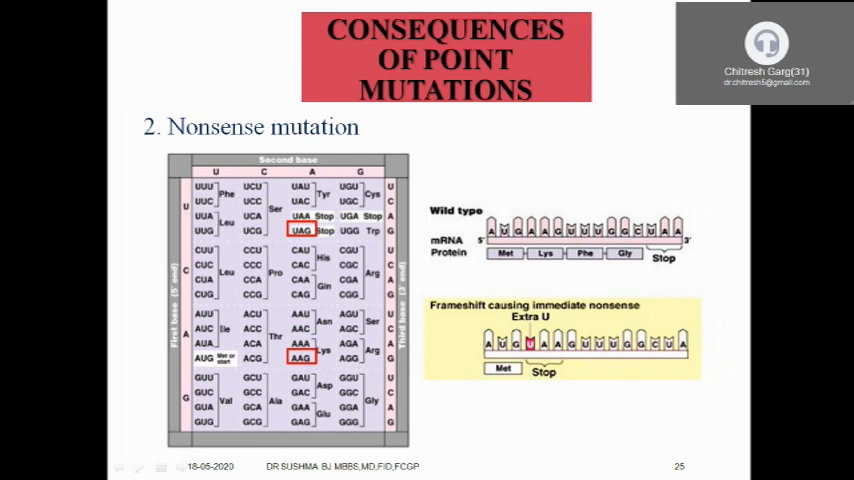 CONSEQUENCES
OF POINT
MUTATIONS
Chitresh Garg(31)
dr.chitresh5@gmail.com
2. Nonsense mutation
Second base
U C A G
First base (5' end)
Third base (3' end)
U
UUU UCU UAU UGU U
Phe Tyr Cys
UUC UCC UAC UGC C
Ser
UUA UCA UAA Stop UGA Stop A
Leu
UUG UCG UAG Stop UGG Trp G
C
CUU CCU CAU CGU U
His
CUC CCC CAC CGC C
Leu Pro Arg
CUA CCA CAA CGA A
Gln
CUG CCG CAG CGG G
A
AUU ACU AAU AGU U
Asn Ser
AUC ACC AAC AGC C
Ile Thr
AUA ACA AAA AGA A
Lys Arg
AUG Met or start ACG AAG AGG G
G
GUU GCU GAU GGU U
Asp
GUC GCC GAC GGC C
Val Ala Gly
GUA GCA GAA GGA A
Glu
GUG GCG GAG GGG G
Wild type
A U G A A G U U U G G C U A A
mRNA 5' 3'
Protein Met Lys Phe Gly Stop
Frameshift causing immediate nonsense
Extra U
A U G U A A G U U U G G C U A
Met Stop
18-05-2020 DR SUSHMA BJ MBBS,MD,FID,FCGP 25